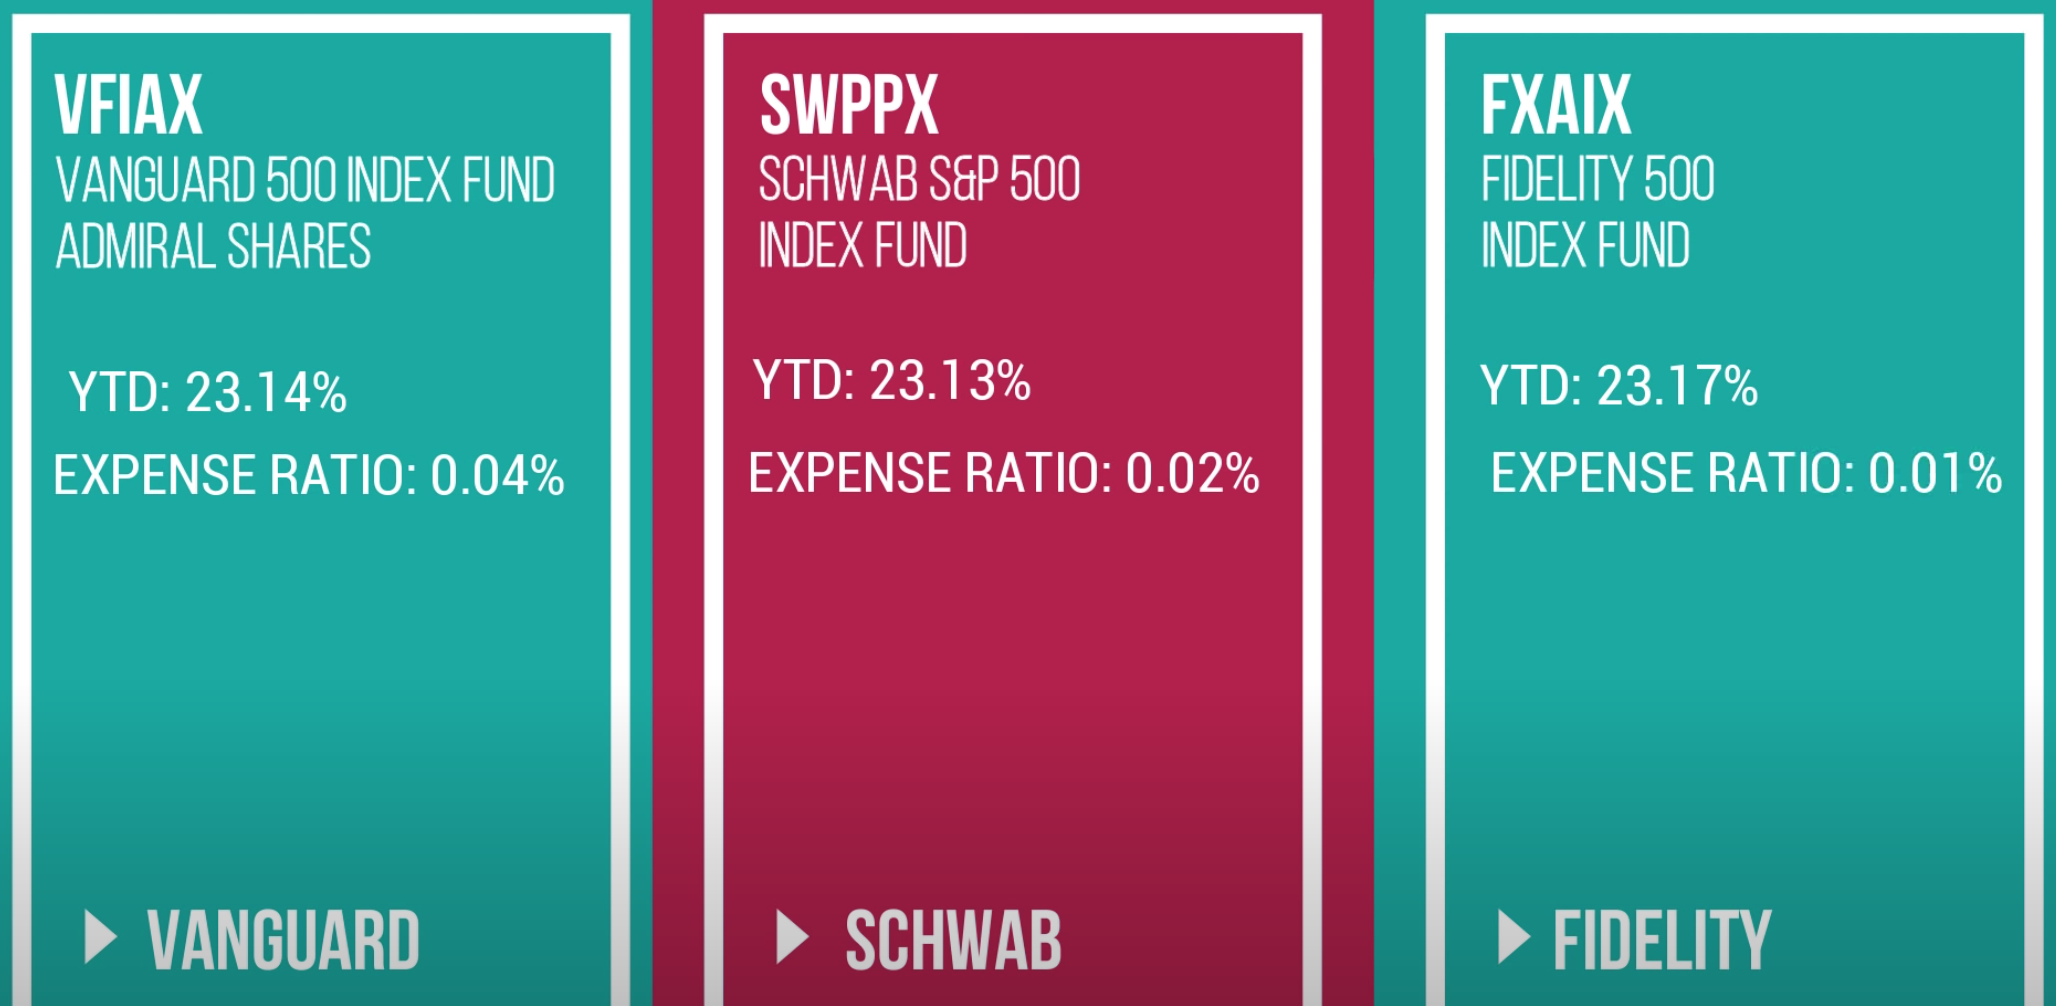 VFIAX
VANGUARD 500 INDEX FUND
ADMIRAL SHARES
YTD: 23.14%
EXPENSE RATIO: 0.04%
VANGUARD
SWPPX
SCHWAB S&P 500
INDEX FUND
YTD: 23.13%
EXPENSE RATIO: 0.02%
SCHWAB
FXAIX
FIDELITY 500
INDEX FUND
YTD: 23.17%
EXPENSE RATIO: 0.01%
FIDELITY